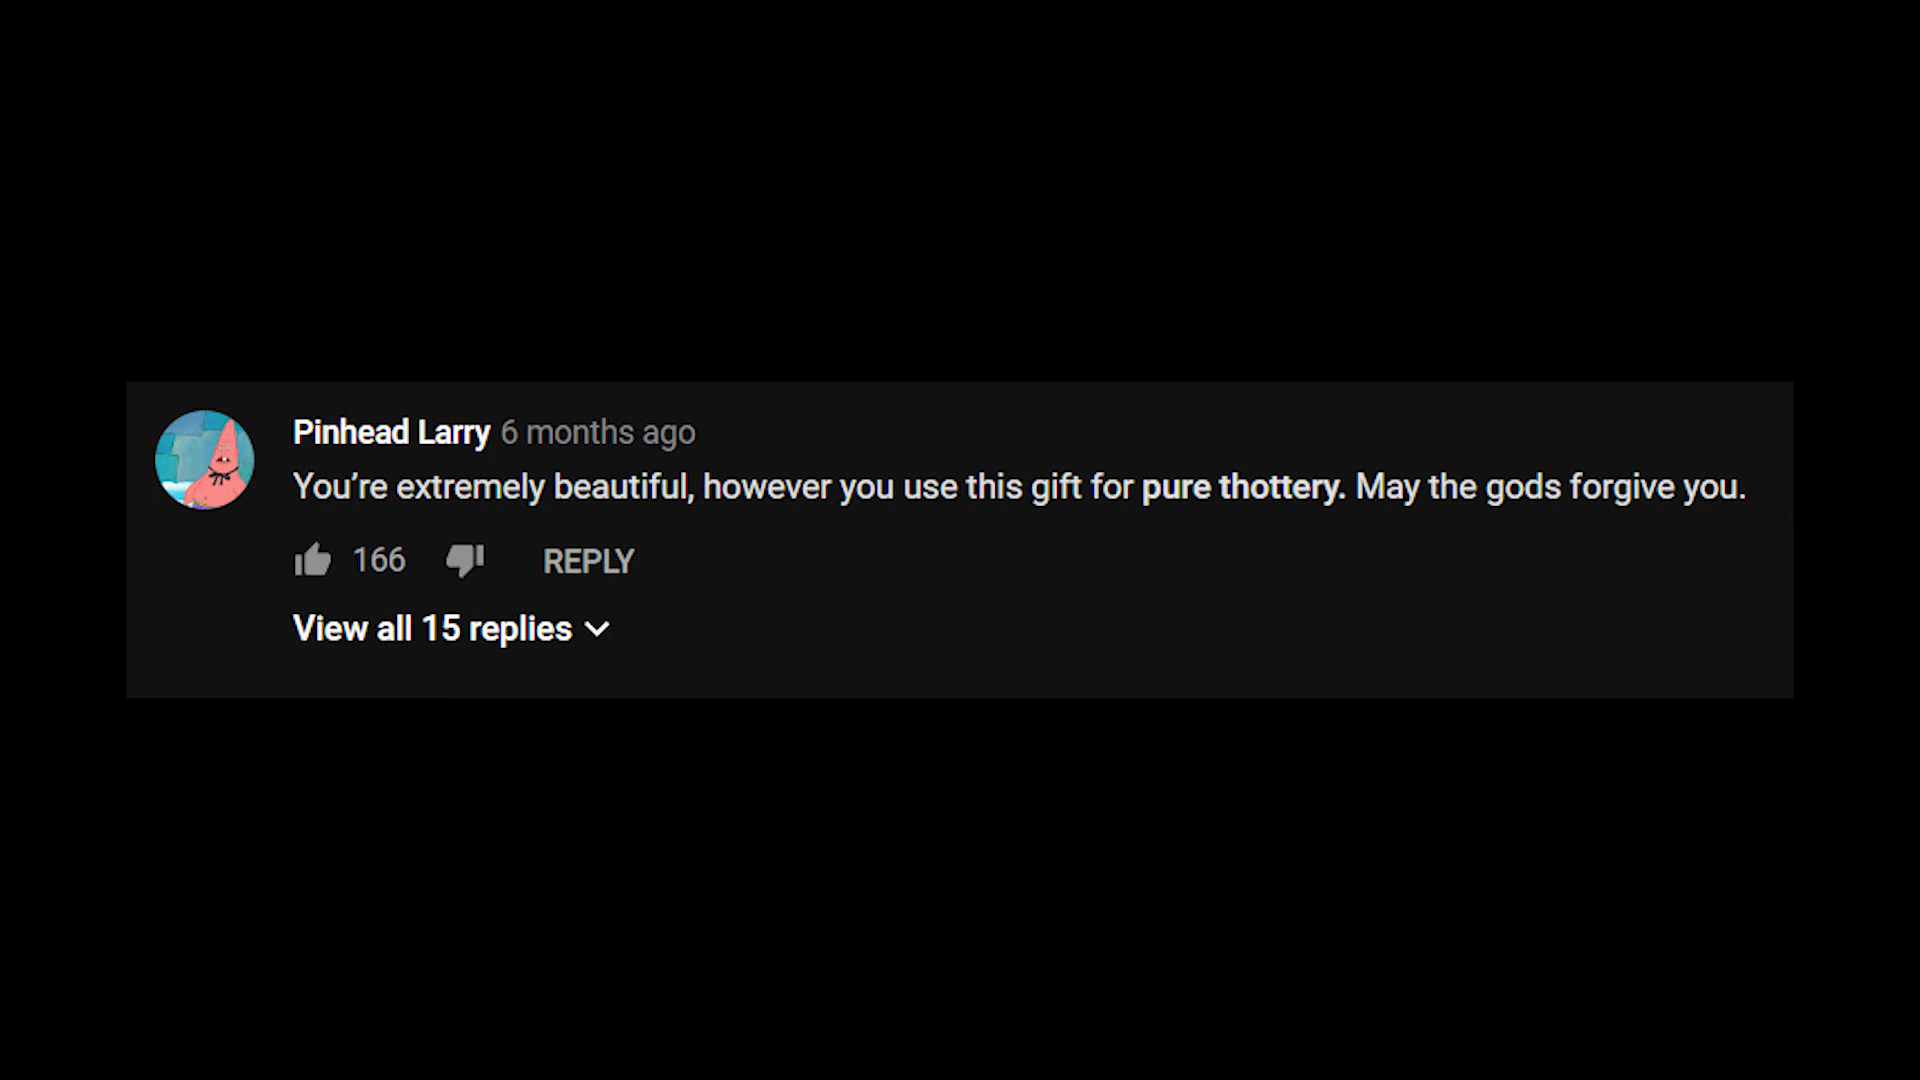 Pinhead Larry 6 months ago
You’re extremely beautiful, however you use this gift for pure thottery. May the gods forgive you.
166 REPLY
View all 15 replies